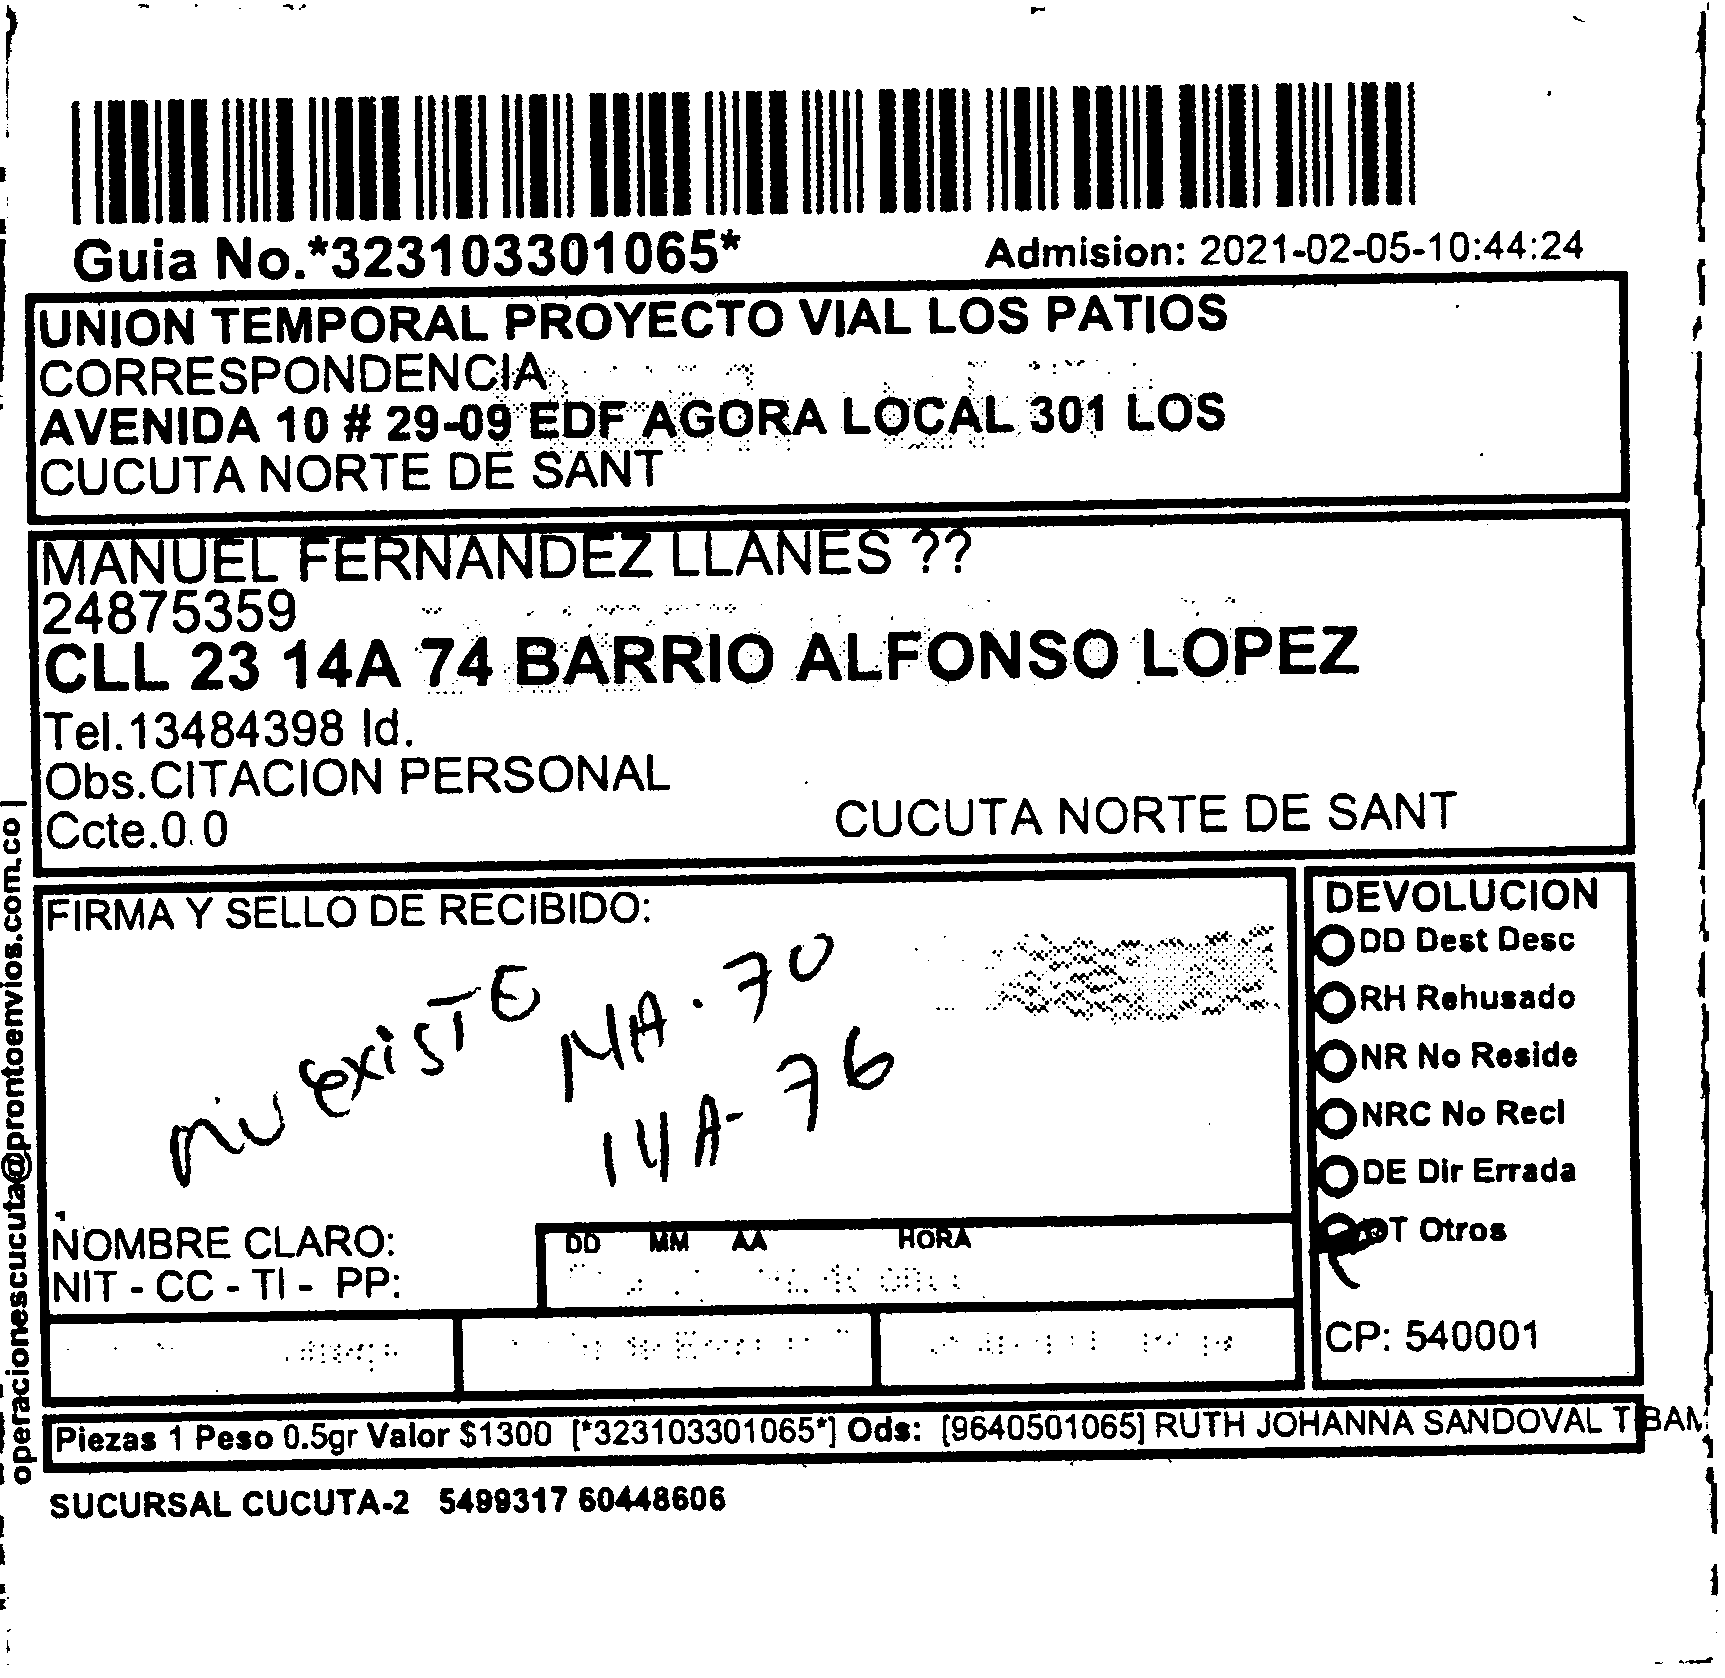 Guia No.*323103301065*
Admision: 2021-02-05-10:44:24
UNION TEMPORAL PROYECTO VIAL LOS PATIOS
CORRESPONDENCIA
AVENIDA 10 # 29-09 EDF AGORA LOCAL 301 LOS
CUCUTA NORTE DE SANT
MANUEL FERNANDEZ LLANES ??
24875359
CLL 23 14A 74 BARRIO ALFONSO LOPEZ
Tel.13484398 Id.
Obs.CITACION PERSONAL
Ccte.0.0
CUCUTA NORTE DE SANT
FIRMA Y SELLO DE RECIBIDO:
no existe
14A-70
14A-76
NOMBRE CLARO:
NIT - CC - TI - PP:
DD MM AA HORA
DEVOLUCION
DD Dest Desc
RH Rehusado
NR No Reside
NRC No Recl
DE Dir Errada
OT Otros
CP: 540001
Piezas 1 Peso 0.5gr Valor $1300 [*323103301065*] Ods: [9640501065] RUTH JOHANNA SANDOVAL TIBAM
SUCURSAL CUCUTA-2 5499317 60448606
operacionescucuta@prontoenvios.com.co |